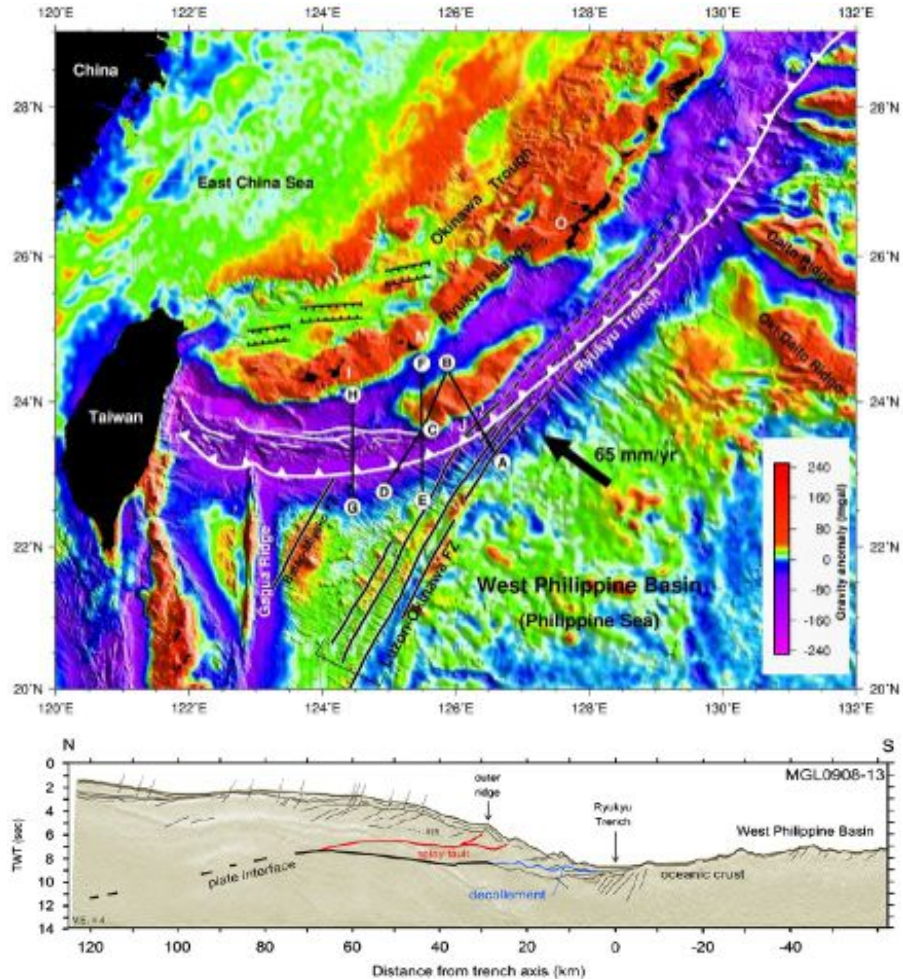 120˚E 122˚E 124˚E 126˚E 128˚E 130˚E 132˚E
China
28˚N 28˚N
East China Sea
Okinawa Trough
O
26˚N 26˚N
Ryukyu Islands
Ryukyu Trench
Gaito Ridge
Oki-Daito Ridge
M
F B
I
H
24˚N 24˚N
Taiwan
C
A
65 mm/yr
D
E
G
22˚N 22˚N
Gagua Ridge
Luzon-Okinawa FZ
West Philippine Basin
(Philippine Sea)
240
160
80
0
-80
-160
-240
Gravity anomaly (mgal)
20˚N 20˚N
120˚E 122˚E 124˚E 126˚E 128˚E 130˚E 132˚E
N S
MGL0908-13
0
2
4
6
8
10
12
14
TWT (sec)
outer
ridge
Ryukyu
Trench
West Philippine Basin
splay fault
plate interface
oceanic crust
decollement
V.E. = 4
120 100 80 60 40 20 0 -20 -40
Distance from trench axis (km)